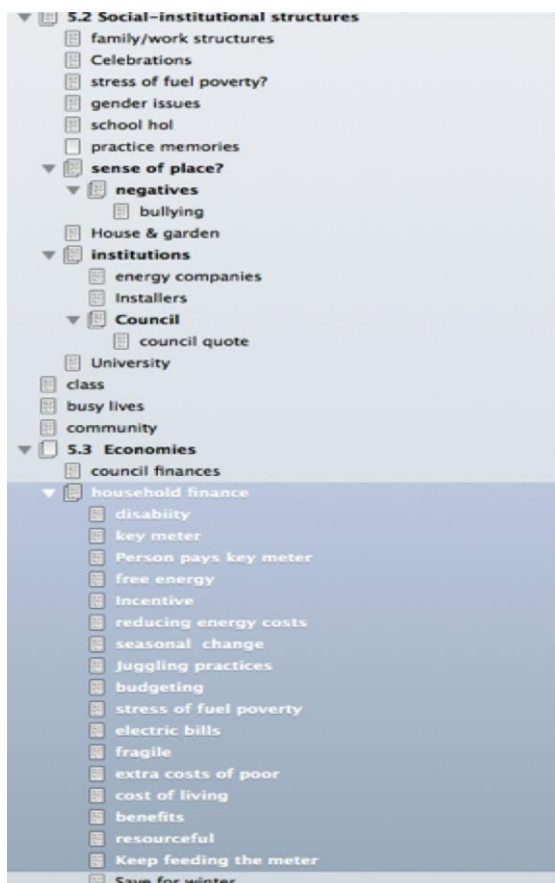 5.2 Social-institutional structures
family/work structures
Celebrations
stress of fuel poverty?
gender issues
school hol
practice memories
sense of place?
negatives
bullying
House & garden
institutions
energy companies
Installers
Council
council quote
University
class
busy lives
community
5.3 Economies
council finances
household finance
disabiity
key meter
Person pays key meter
free energy
Incentive
reducing energy costs
seasonal change
Juggling practices
budgeting
stress of fuel poverty
electric bills
fragile
extra costs of poor
cost of living
benefits
resourceful
Keep feeding the meter
Save for winter